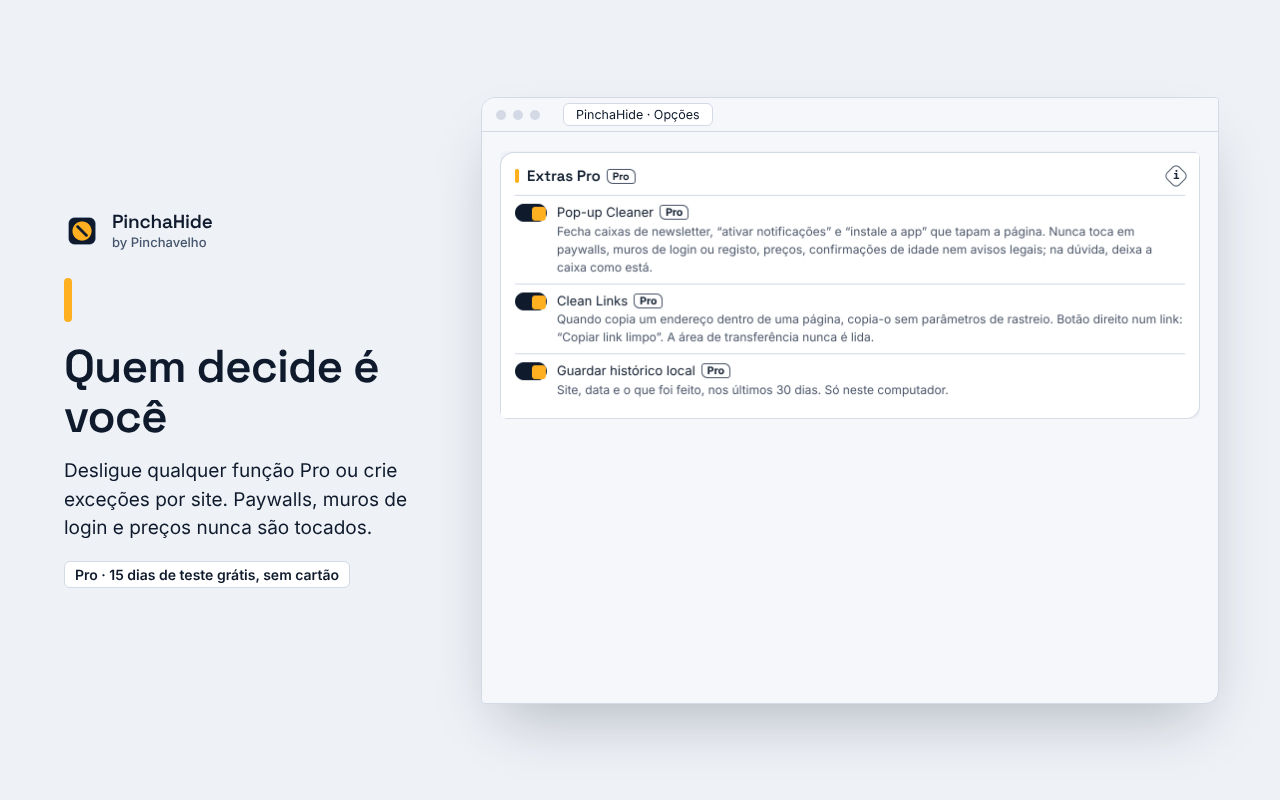 PinchaHide
by Pinchavelho
Quem decide é
você
Desligue qualquer função Pro ou crie
exceções por site. Paywalls, muros de
login e preços nunca são tocados.
Pro · 15 dias de teste grátis, sem cartão
PinchaHide · Opções
Extras Pro Pro i
Pop-up Cleaner Pro
Fecha caixas de newsletter, “ativar notificações” e “instale a app” que tapam a página. Nunca toca em
paywalls, muros de login ou registo, preços, confirmações de idade nem avisos legais; na dúvida, deixa a
caixa como está.
Clean Links Pro
Quando copia um endereço dentro de uma página, copia-o sem parâmetros de rastreio. Botão direito num link:
“Copiar link limpo”. A área de transferência nunca é lida.
Guardar histórico local Pro
Site, data e o que foi feito, nos últimos 30 dias. Só neste computador.